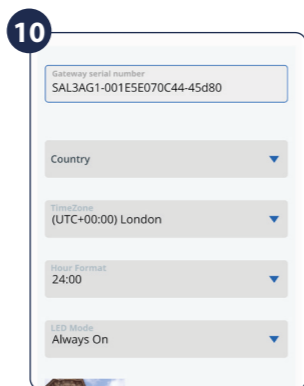 10
Gateway serial number
SAL3AG1-001E5E070C44-45d80
Country
TimeZone
(UTC+00:00) London
Hour Format
24:00
LED Mode
Always On